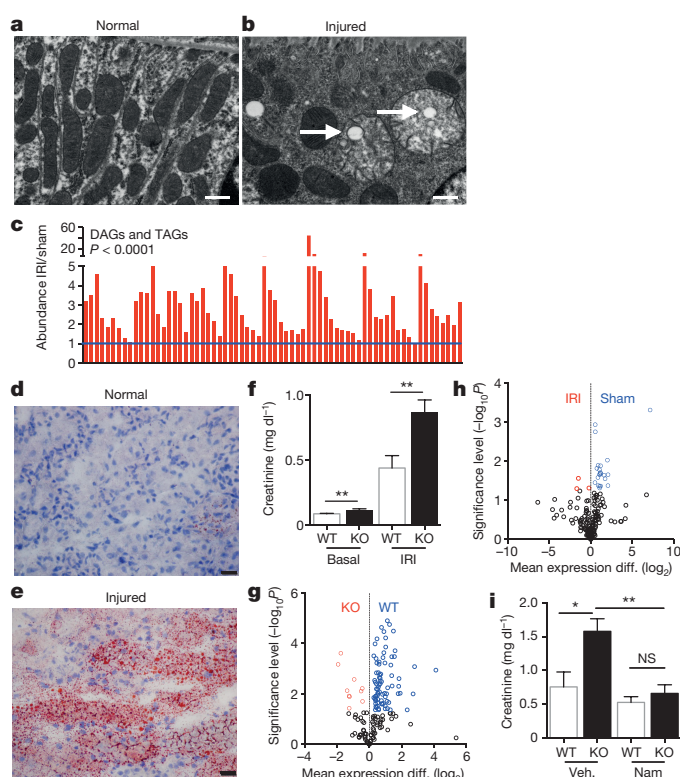 a Normal
b Injured
c
DAGs and TAGs
P < 0.0001
Abundance IRI/sham
60
40
20
5
4
3
2
1
0
d Normal
e Injured
f
Creatinine (mg dl⁻¹)
1.0
0.5
0
**
**
WT KO WT KO
Basal IRI
g
KO WT
Significance level (–log₁₀P)
6
4
2
0
–4 –2 0 2 4 6
Mean expression diff. (log₂)
h
IRI Sham
Significance level (–log₁₀P)
4
3
2
1
0
–10 –5 0 5 10
Mean expression diff. (log₂)
i
Creatinine (mg dl⁻¹)
2.0
1.5
1.0
0.5
0
* **
NS
WT KO WT KO
Veh. Nam